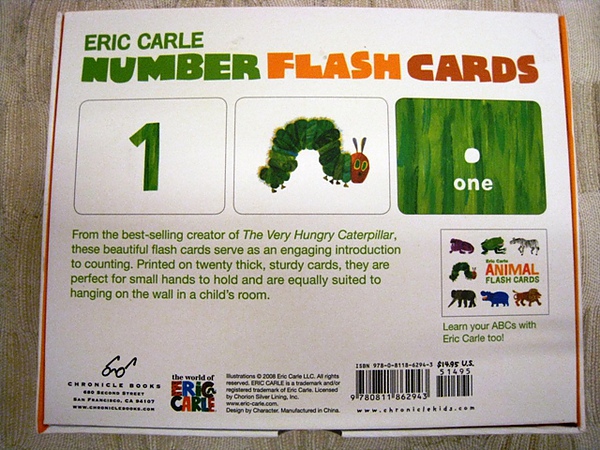 ERIC CARLE
NUMBER FLASH CARDS
1
one
From the best-selling creator of The Very Hungry Caterpillar,
these beautiful flash cards serve as an engaging introduction
to counting. Printed on twenty thick, sturdy cards, they are
perfect for small hands to hold and are equally suited to
hanging on the wall in a child's room.
Eric Carle
ANIMAL
FLASH CARDS
Learn your ABCs with
Eric Carle too!
CHRONICLE BOOKS
680 SECOND STREET
SAN FRANCISCO, CA 94107
WWW.CHRONICLEBOOKS.COM
the world of
ERIC
CARLE
Illustrations © 2008 Eric Carle LLC. All rights
reserved. ERIC CARLE is a trademark and/or
registered trademark of Eric Carle. Licensed
by Chorion Silver Lining, Inc.
www.eric-carle.com.
Design by Character. Manufactured in China.
ISBN 978-0-8118-6294-3 $14.95 U.S.
51495
9 780811 862943
www.chroniclekids.com